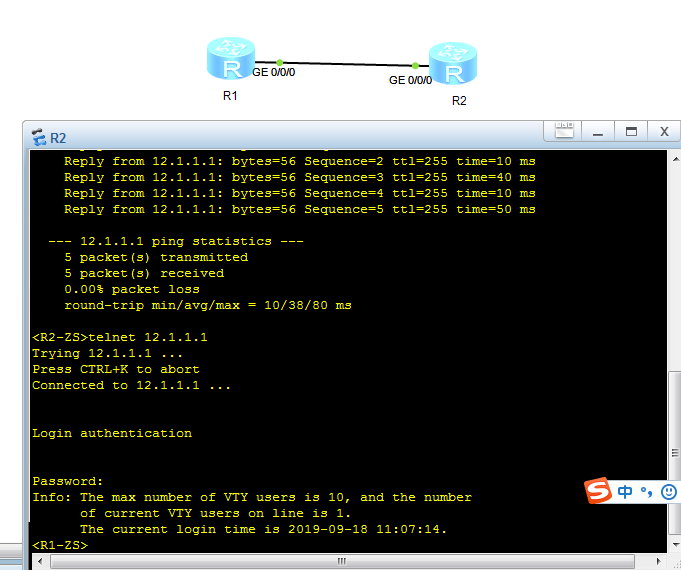 R
R
GE 0/0/0
GE 0/0/0
R1
R2
R2
X
Reply from 12.1.1.1: bytes=56 Sequence=2 ttl=255 time=10 ms
Reply from 12.1.1.1: bytes=56 Sequence=3 ttl=255 time=40 ms
Reply from 12.1.1.1: bytes=56 Sequence=4 ttl=255 time=10 ms
Reply from 12.1.1.1: bytes=56 Sequence=5 ttl=255 time=50 ms
--- 12.1.1.1 ping statistics ---
5 packet(s) transmitted
5 packet(s) received
0.00% packet loss
round-trip min/avg/max = 10/38/80 ms
<R2-ZS>telnet 12.1.1.1
Trying 12.1.1.1 ...
Press CTRL+K to abort
Connected to 12.1.1.1 ...
Login authentication
Password:
Info: The max number of VTY users is 10, and the number
of current VTY users on line is 1.
The current login time is 2019-09-18 11:07:14.
<R1-ZS>
S 中 °,